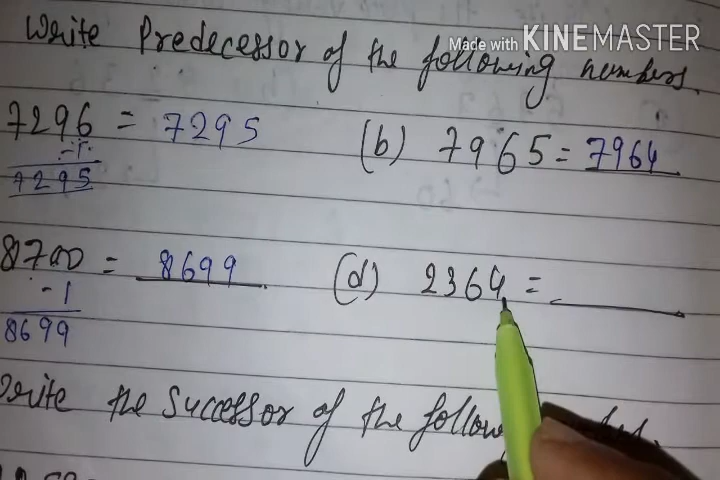 Write Predecessor of the following numbers.
Made with KINEMASTER
7296 = 7295 (b) 7965 = 7964
-1
7295
8700 = 8699 (d) 2364 =
-1
8699
Write the Successor of the